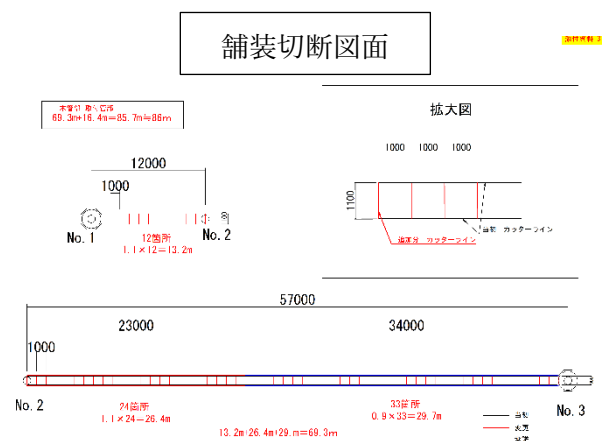 舗装切断図面
添付資料 3
本管部 取付管部
69.3m+16.4m=85.7m≒86m
拡大図
1000 1000 1000
12000
1000
1100
No.1
No.2
12箇所
1.1×12=13.2m
追加分 カッターライン
当初 カッターライン
57000
23000
34000
1000
No.2
No.3
24箇所
1.1×24=26.4m
33箇所
0.9×33=29.7m
13.2m+26.4m+29.m=69.3m
当初
変更